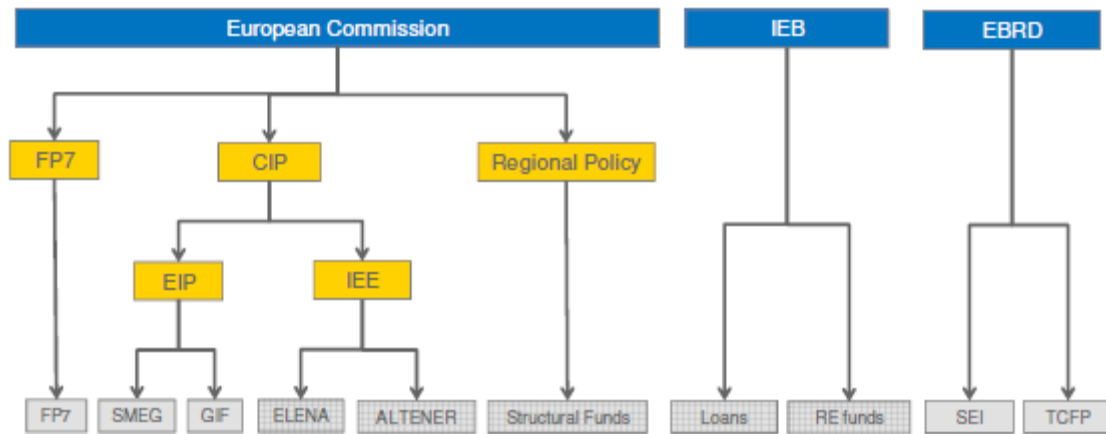 European Commission
IEB
EBRD
FP7
CIP
Regional Policy
EIP
IEE
FP7
SMEG
GIF
ELENA
ALTENER
Structural Funds
Loans
RE funds
SEI
TCFP